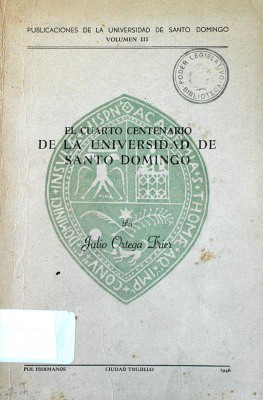 PUBLICACIONES DE LA UNIVERSIDAD DE SANTO DOMINGO
VOLUMEN III
PODER LEGISLATIVO
BIBLIOTECA
EL CUARTO CENTENARIO
DE LA UNIVERSIDAD DE
SANTO DOMINGO
Julio Ortega Frier
POL HERMANOS CIUDAD TRUJILLO 1946